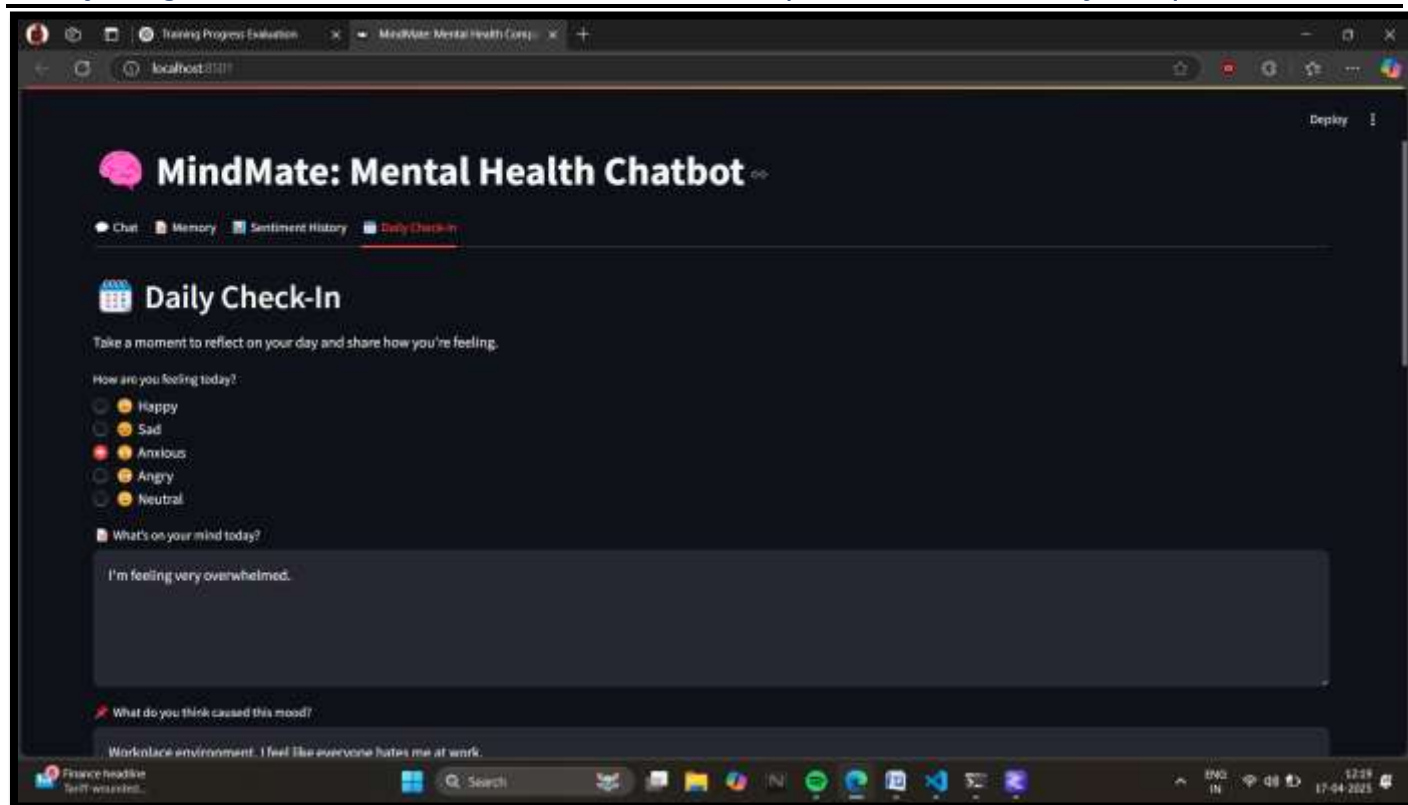 Training Progress Evaluation
MindMate: Mental Health Comp
localhost:8501
Deploy
MindMate: Mental Health Chatbot
Chat Memory Sentiment History Daily Check-In
Daily Check-In
Take a moment to reflect on your day and share how you're feeling.
How are you feeling today?
Happy
Sad
Anxious
Angry
Neutral
What's on your mind today?
I'm feeling very overwhelmed.
What do you think caused this mood?
Workplace environment. I feel like everyone hates me at work.
Finance headline
Search
ENG
IN
12:19
17-04-2025